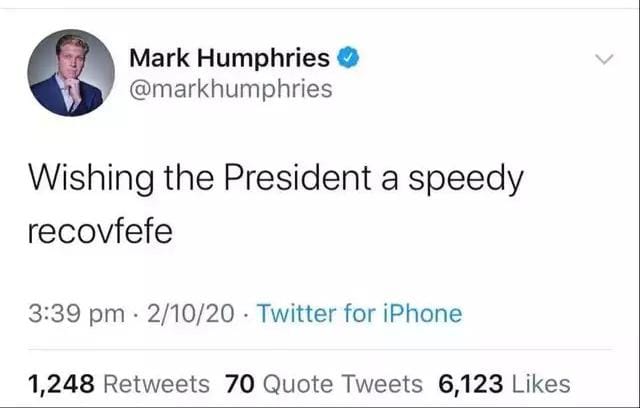 Mark Humphries
@markhumphries
Wishing the President a speedy
recovfefe
3:39 pm · 2/10/20 · Twitter for iPhone
1,248 Retweets 70 Quote Tweets 6,123 Likes